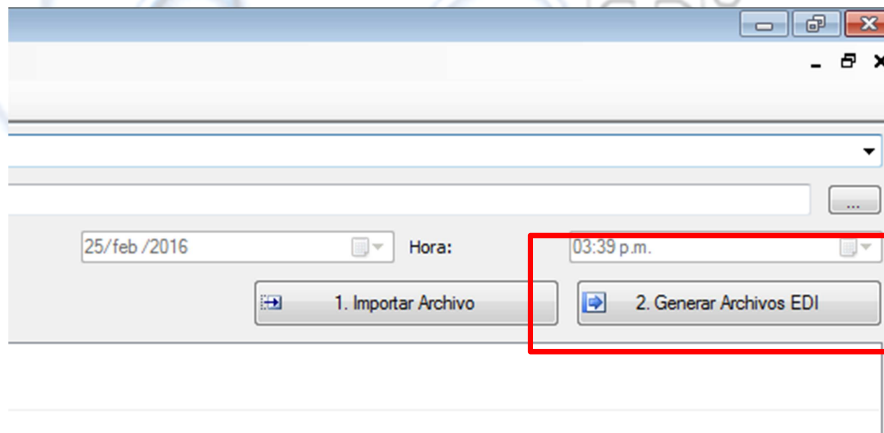 ...
25/feb /2016
Hora:
03:39 p.m.
1. Importar Archivo
2. Generar Archivos EDI